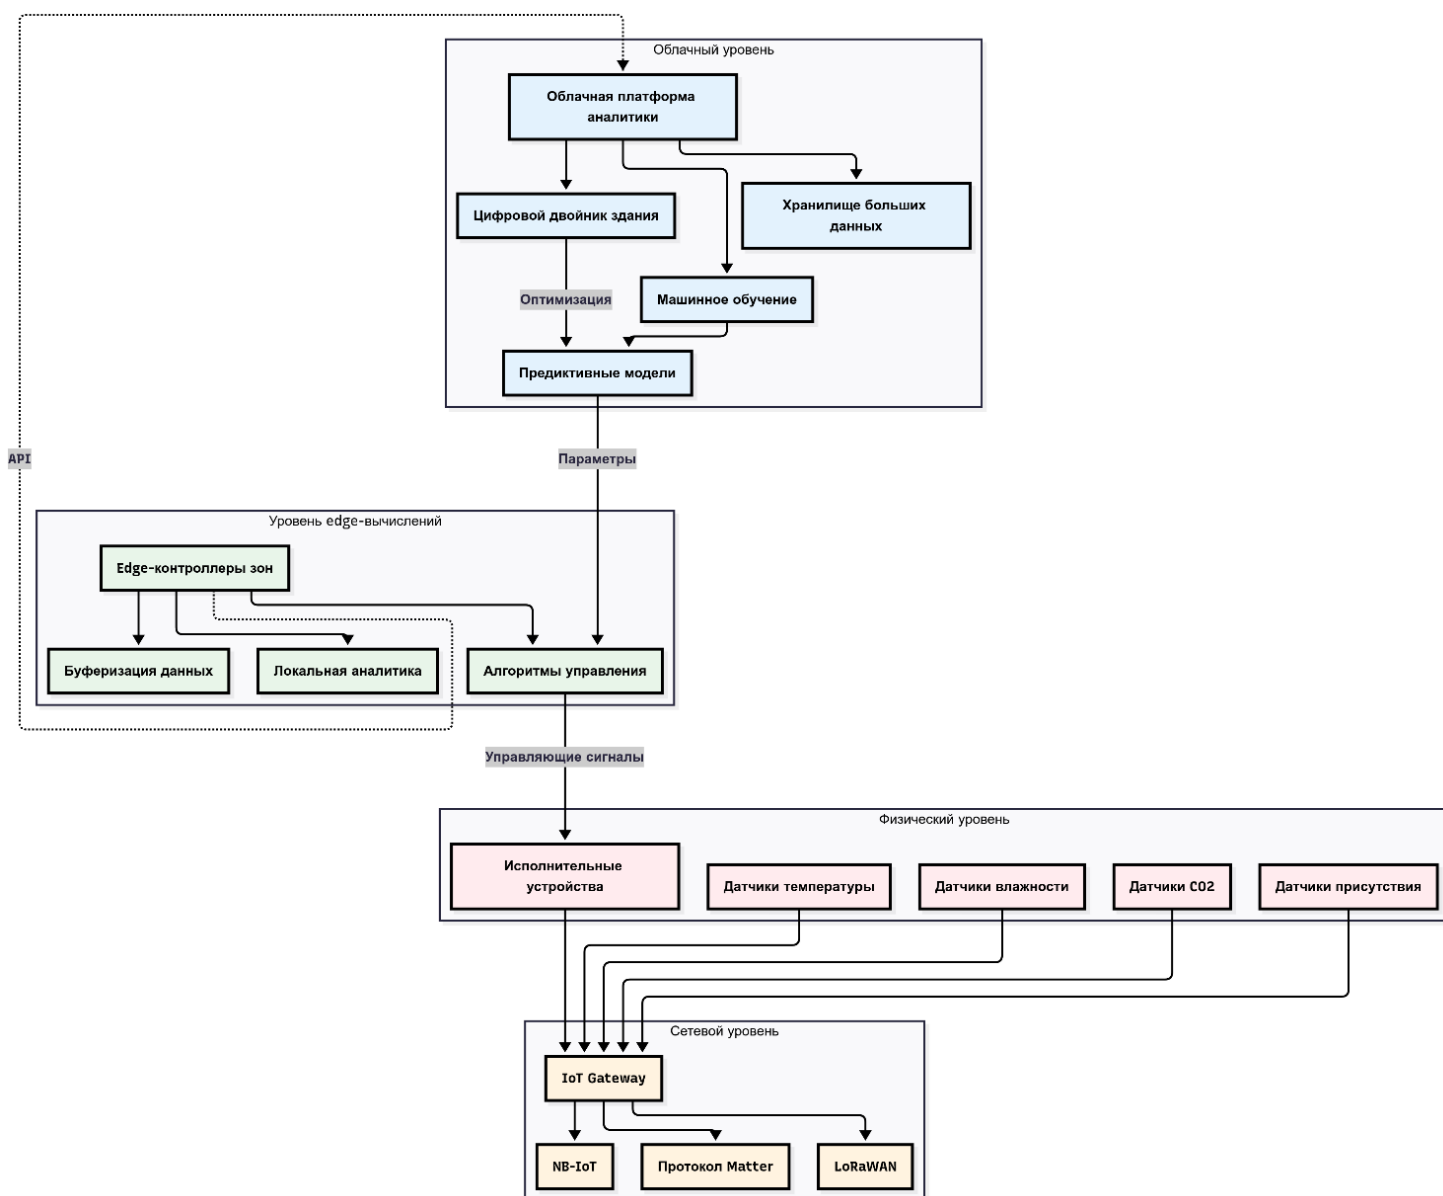 Облачный уровень
Облачная платформа
аналитики
Цифровой двойник здания
Хранилище больших
данных
Оптимизация
Машинное обучение
Предиктивные модели
API
Параметры
Уровень edge-вычислений
Edge-контроллеры зон
Буферизация данных
Локальная аналитика
Алгоритмы управления
Управляющие сигналы
Физический уровень
Исполнительные
устройства
Датчики температуры
Датчики влажности
Датчики CO2
Датчики присутствия
Сетевой уровень
IoT Gateway
NB-IoT
Протокол Matter
LoRaWAN